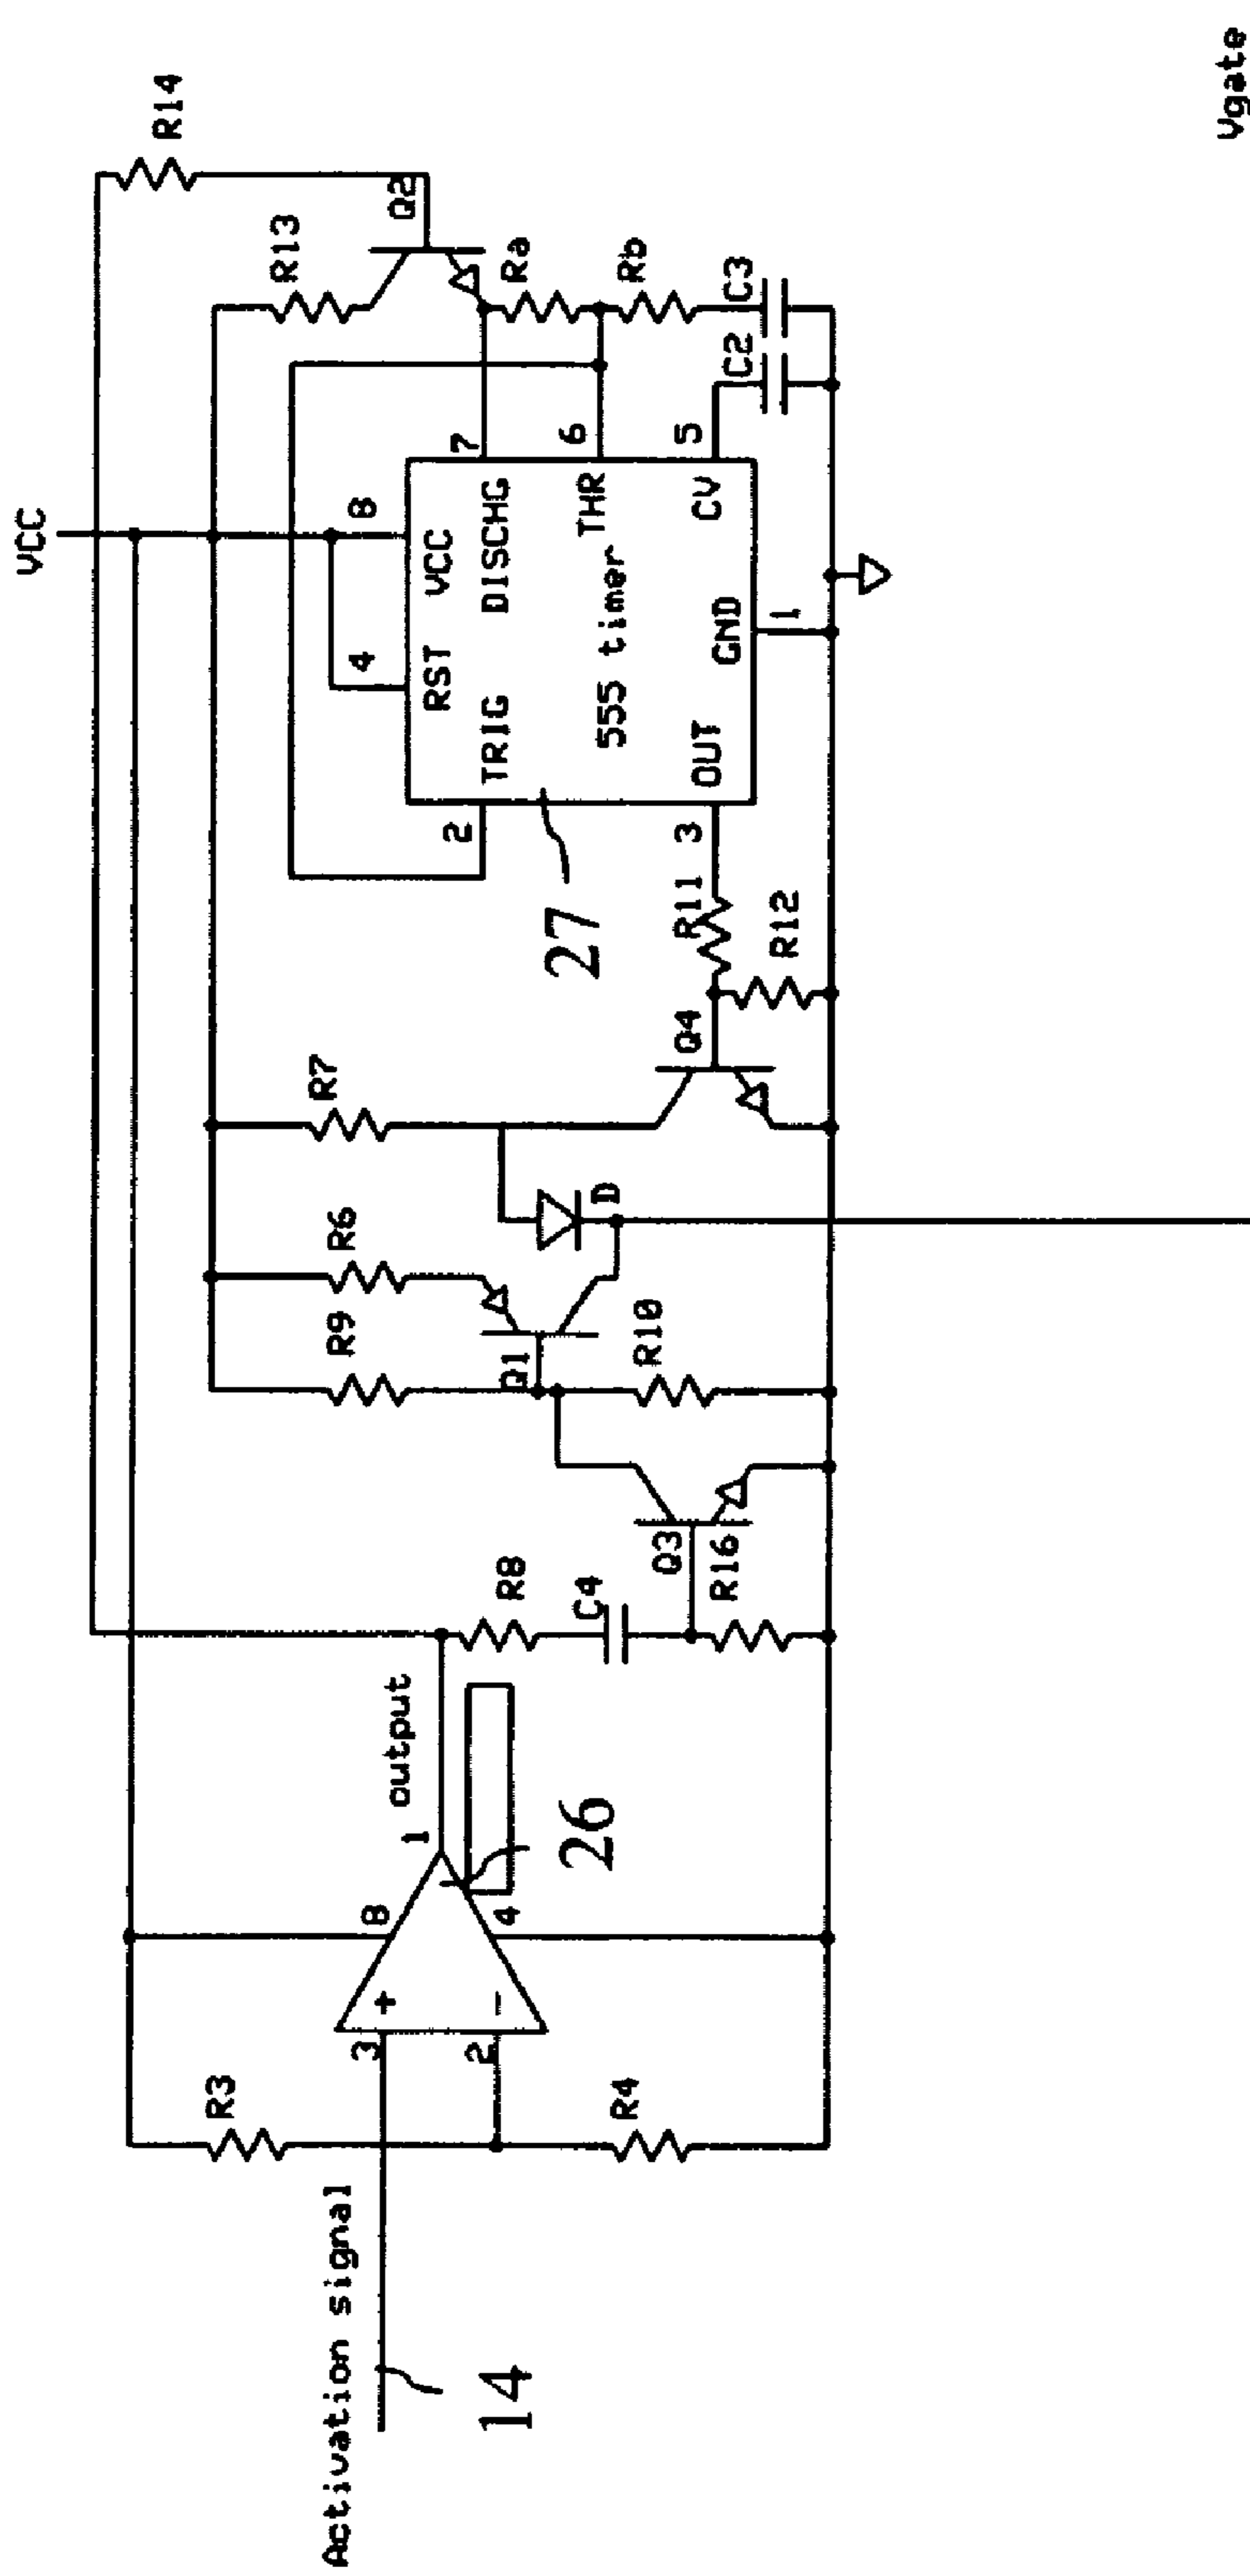 Activation signal
14
R3
R4
3
2
+
-
8
4
1
output
26
R8
C4
Q3
R16
R9
R10
Q1
R6
D
R7
Q4
R11
R12
27
VCC
2
TRIG
4
RST
8
VCC
7
DISCHG
6
THR
555 timer
5
CV
3
OUT
1
GND
C2
C3
Ra
Rb
R13
Q2
R14
Vgate